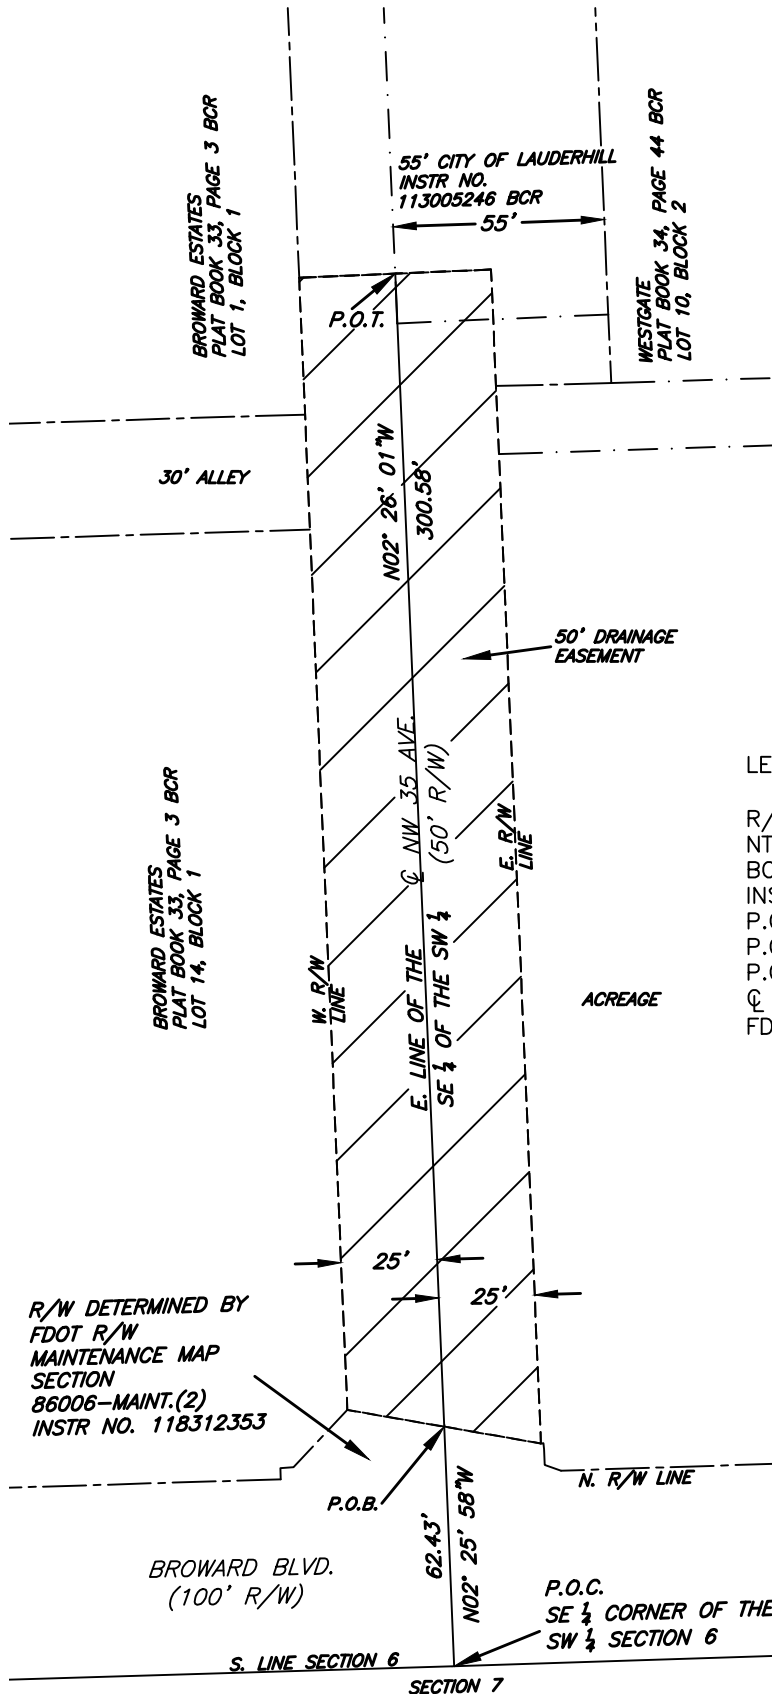 BROWARD ESTATES
PLAT BOOK 33, PAGE 3 BCR
LOT 1, BLOCK 1
55' CITY OF LAUDERHILL
INSTR NO.
113005246 BCR
55'
WESTGATE
PLAT BOOK 34, PAGE 44 BCR
LOT 10, BLOCK 2
P.O.T.
30' ALLEY
N02° 26' 01"W
300.58'
50' DRAINAGE
EASEMENT
℄ NW 35 AVE.
(50' R/W)
E. R/W
LINE
BROWARD ESTATES
PLAT BOOK 33, PAGE 3 BCR
LOT 14, BLOCK 1
W. R/W
LINE
E. LINE OF THE
SE 1/4 OF THE SW 1/4
ACREAGE
LE
R/
NT
BC
INS
P.O
P.O
P.O
℄
FD
25'
25'
R/W DETERMINED BY
FDOT R/W
MAINTENANCE MAP
SECTION
86006-MAINT.(2)
INSTR NO. 118312353
P.O.B.
N. R/W LINE
62.43'
N02° 25' 58"W
BROWARD BLVD.
(100' R/W)
P.O.C.
SE 1/4 CORNER OF THE
SW 1/4 SECTION 6
S. LINE SECTION 6
SECTION 7